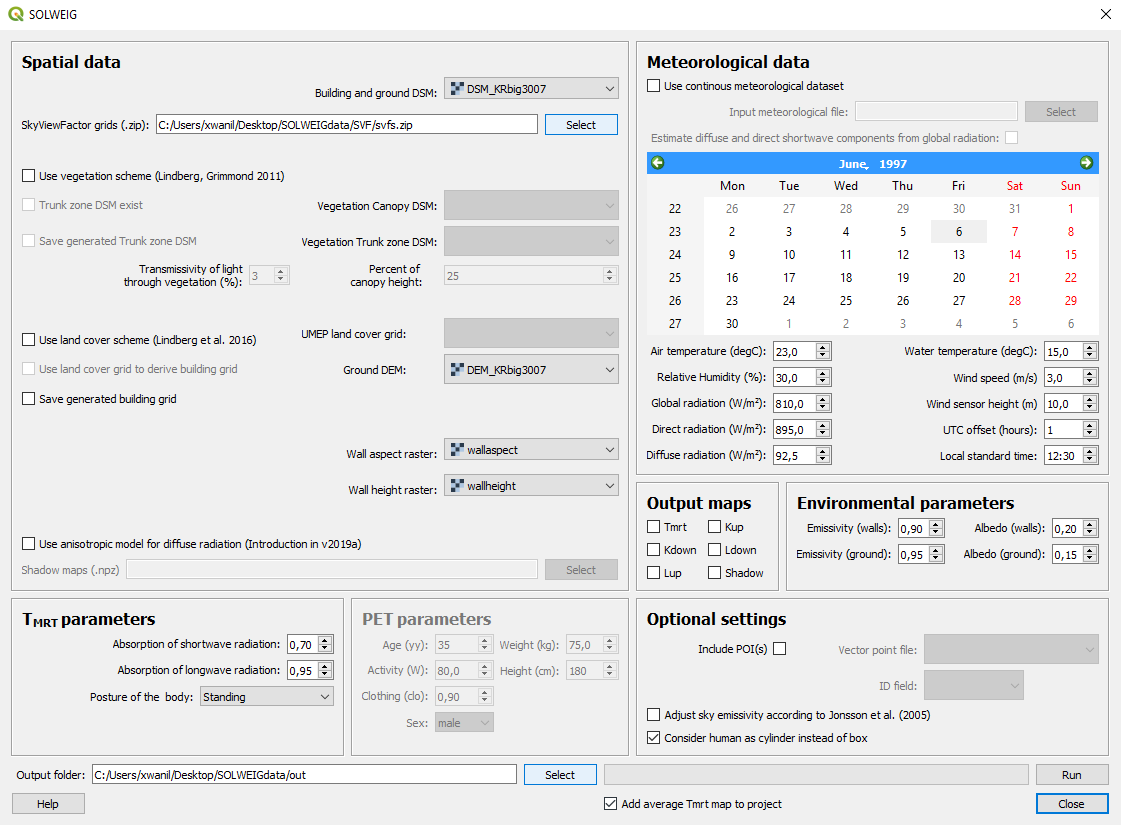 SOLWEIG
Spatial data
Building and ground DSM: DSM_KRbig3007
SkyViewFactor grids (.zip): C:/Users/xwanil/Desktop/SOLWEIGdata/SVF/svfs.zip Select
Use vegetation scheme (Lindberg, Grimmond 2011)
Trunk zone DSM exist Vegetation Canopy DSM:
Save generated Trunk zone DSM Vegetation Trunk zone DSM:
Transmissivity of light
through vegetation (%): 3
Percent of
canopy height: 25
Use land cover scheme (Lindberg et al. 2016) UMEP land cover grid:
Use land cover grid to derive building grid Ground DEM: DEM_KRbig3007
Save generated building grid
Wall aspect raster: wallaspect
Wall height raster: wallheight
Use anisotropic model for diffuse radiation (Introduction in v2019a)
Shadow maps (.npz) Select
Meteorological data
Use continous meteorological dataset
Input meteorological file: Select
Estimate diffuse and direct shortwave components from global radiation:
June, 1997
Mon Tue Wed Thu Fri Sat Sun
22 26 27 28 29 30 31 1
23 2 3 4 5 6 7 8
24 9 10 11 12 13 14 15
25 16 17 18 19 20 21 22
26 23 24 25 26 27 28 29
27 30 1 2 3 4 5 6
Air temperature (degC): 23,0 Water temperature (degC): 15,0
Relative Humidity (%): 30,0 Wind speed (m/s) 3,0
Global radiation (W/m²): 810,0 Wind sensor height (m) 10,0
Direct radiation (W/m²): 895,0 UTC offset (hours): 1
Diffuse radiation (W/m²): 92,5 Local standard time: 12:30
Output maps
Tmrt Kup
Kdown Ldown
Lup Shadow
Environmental parameters
Emissivity (walls): 0,90 Albedo (walls): 0,20
Emissivity (ground): 0,95 Albedo (ground): 0,15
TMRT parameters
Absorption of shortwave radiation: 0,70
Absorption of longwave radiation: 0,95
Posture of the body: Standing
PET parameters
Age (yy): 35 Weight (kg): 75,0
Activity (W): 80,0 Height (cm): 180
Clothing (clo): 0,90
Sex: male
Optional settings
Include POI(s) Vector point file:
ID field:
Adjust sky emissivity according to Jonsson et al. (2005)
Consider human as cylinder instead of box
Output folder: C:/Users/xwanil/Desktop/SOLWEIGdata/out Select Run
Help Add average Tmrt map to project Close